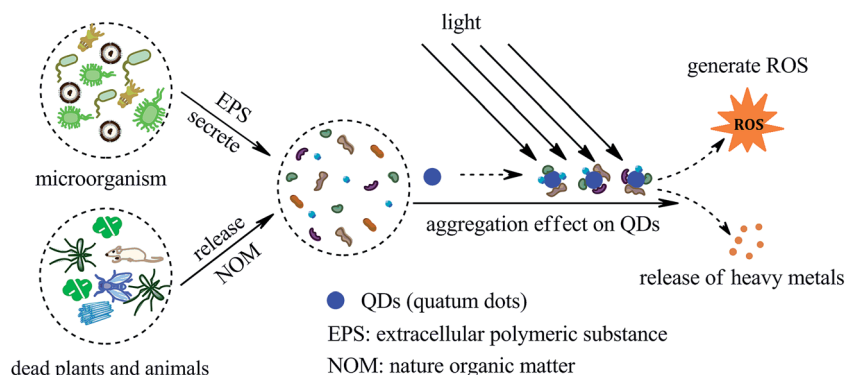 light
generate ROS
ROS
EPS
secrete
microorganism
aggregation effect on QDs
release
NOM
release of heavy metals
QDs (quatum dots)
EPS: extracellular polymeric substance
NOM: nature organic matter
dead plants and animals